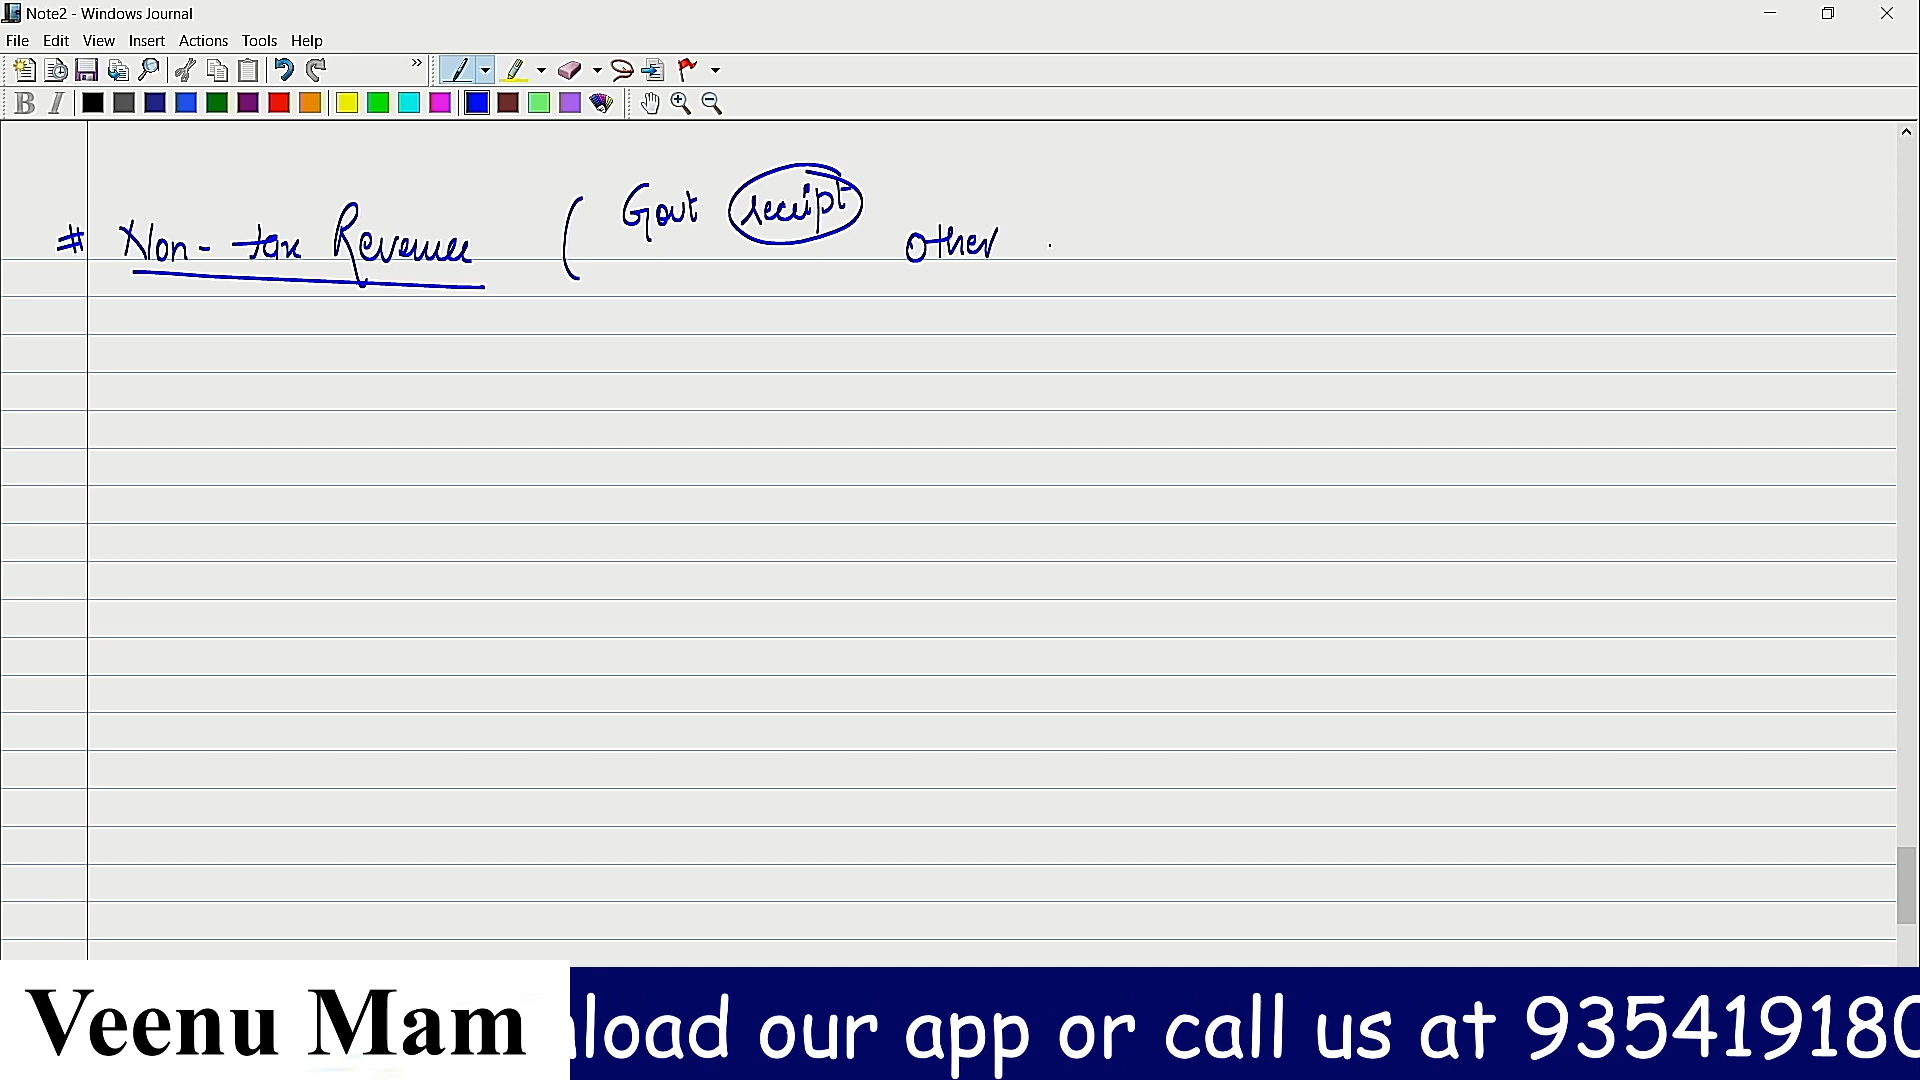 Note2 - Windows Journal
File Edit View Insert Actions Tools Help
B I
Govt receipt
# Non-tax Revenue ( other
Veenu Mam
load our app or call us at 935419180